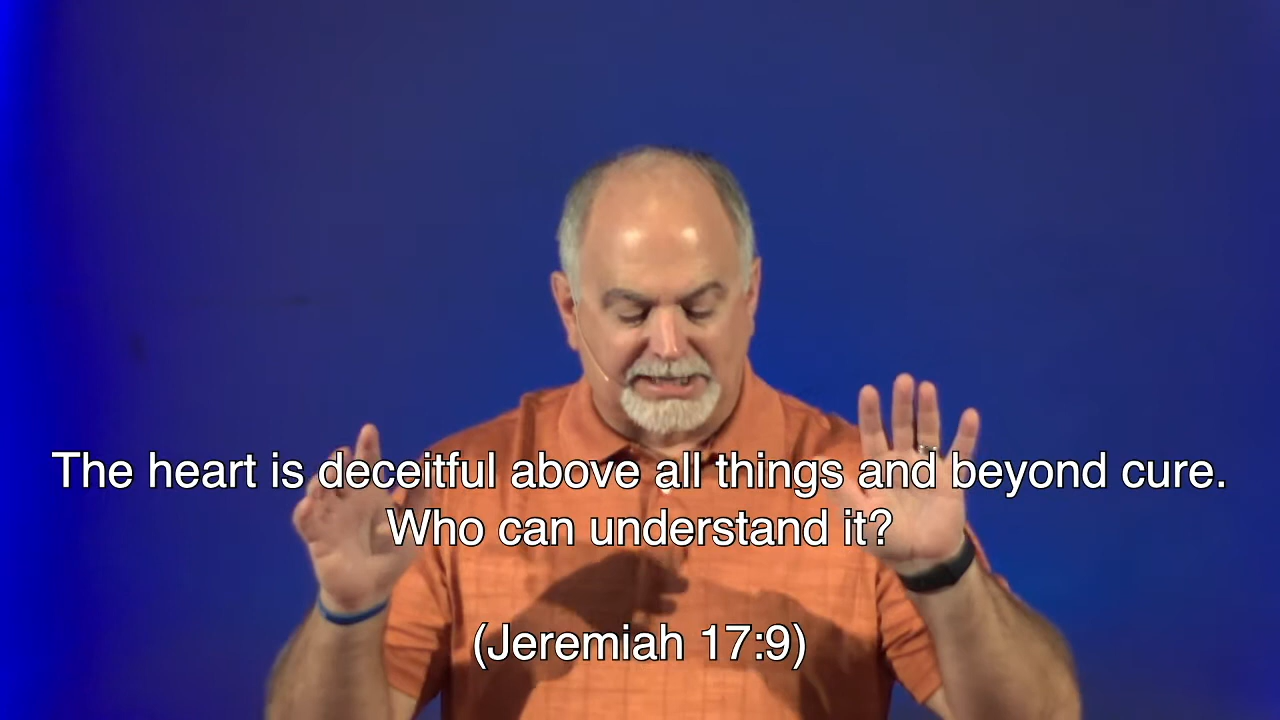 The heart is deceitful above all things and beyond cure.
Who can understand it?
(Jeremiah 17:9)